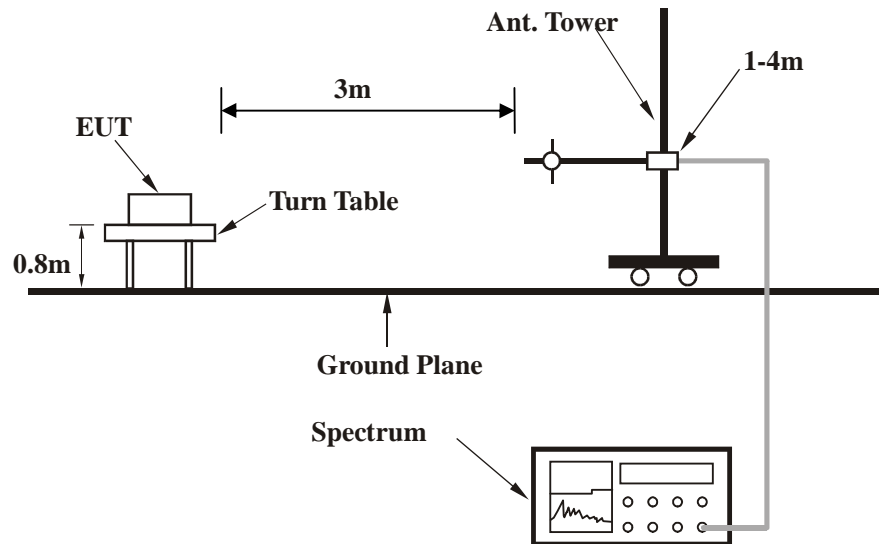 Ant. Tower
1-4m
3m
EUT
Turn Table
0.8m
Ground Plane
Spectrum